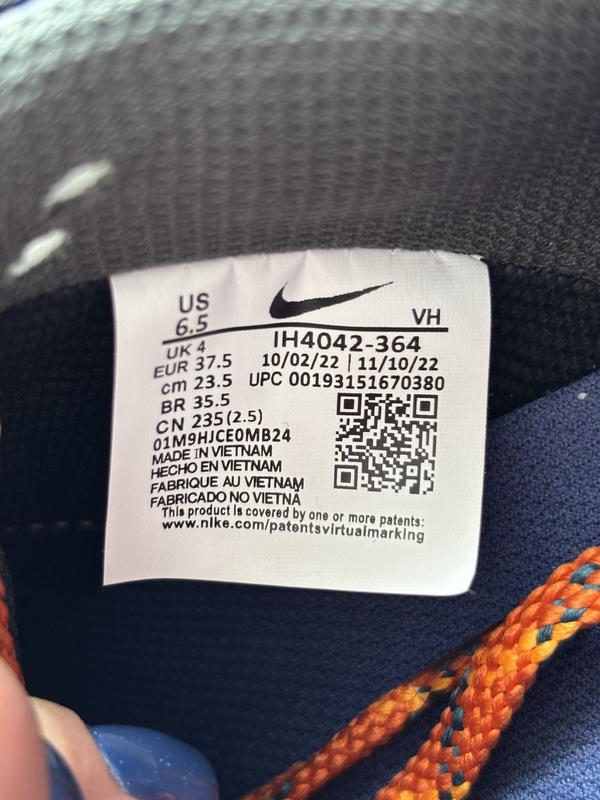 US
6.5
VH
UK 4
EUR 37.5
cm 23.5
BR 35.5
CN 235(2.5)
IH4042-364
10/02/22 | 11/10/22
UPC 00193151670380
01M9HJCE0MB24
MADE IN VIETNAM
HECHO EN VIETNAM
FABRIQUE AU VIETNAM
FABRICADO NO VIETNÃ
This product is covered by one or more patents:
www.nike.com/patentsvirtualmarking